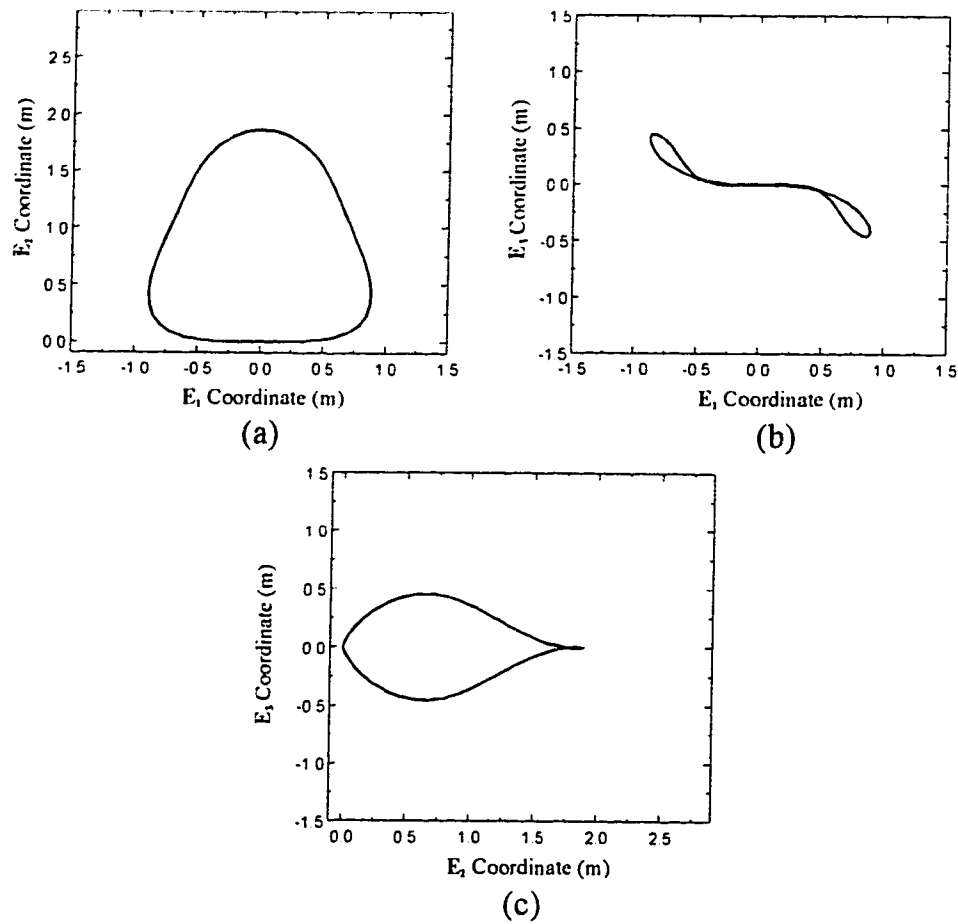 2 5
2 0
1 5
1 0
0 5
0 0
E₂ Coordinate (m)
-1 5 -1 0 -0 5 0 0 0 5 1 0 1 5
E₁ Coordinate (m)
(a)
1 5
1 0
0 5
0 0
-0 5
-1 0
-1 5
E₃ Coordinate (m)
-1 5 -1 0 -0 5 0 0 0 5 1 0 1 5
E₁ Coordinate (m)
(b)
1 5
1 0
0 5
0.0
-0.5
-1 0
-1.5
E₃ Coordinate (m)
0 0 0 5 1.0 1.5 2.0 2.5
E₂ Coordinate (m)
(c)